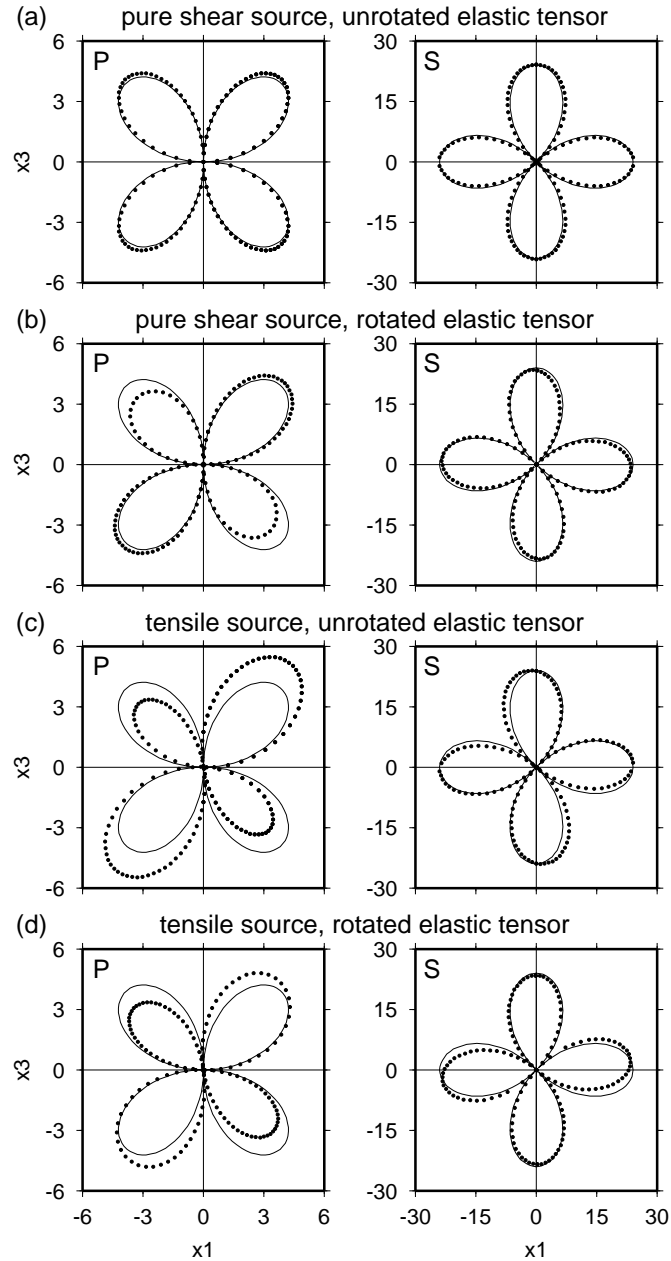 (a) pure shear source, unrotated elastic tensor
6 P 30 S
3 15
x3 0 0
-3 -15
-6 -30
(b) pure shear source, rotated elastic tensor
6 P 30 S
3 15
x3 0 0
-3 -15
-6 -30
(c) tensile source, unrotated elastic tensor
6 P 30 S
3 15
x3 0 0
-3 -15
-6 -30
(d) tensile source, rotated elastic tensor
6 P 30 S
3 15
x3 0 0
-3 -15
-6 -30
-6 -3 0 3 6 -30 -15 0 15 30
x1 x1